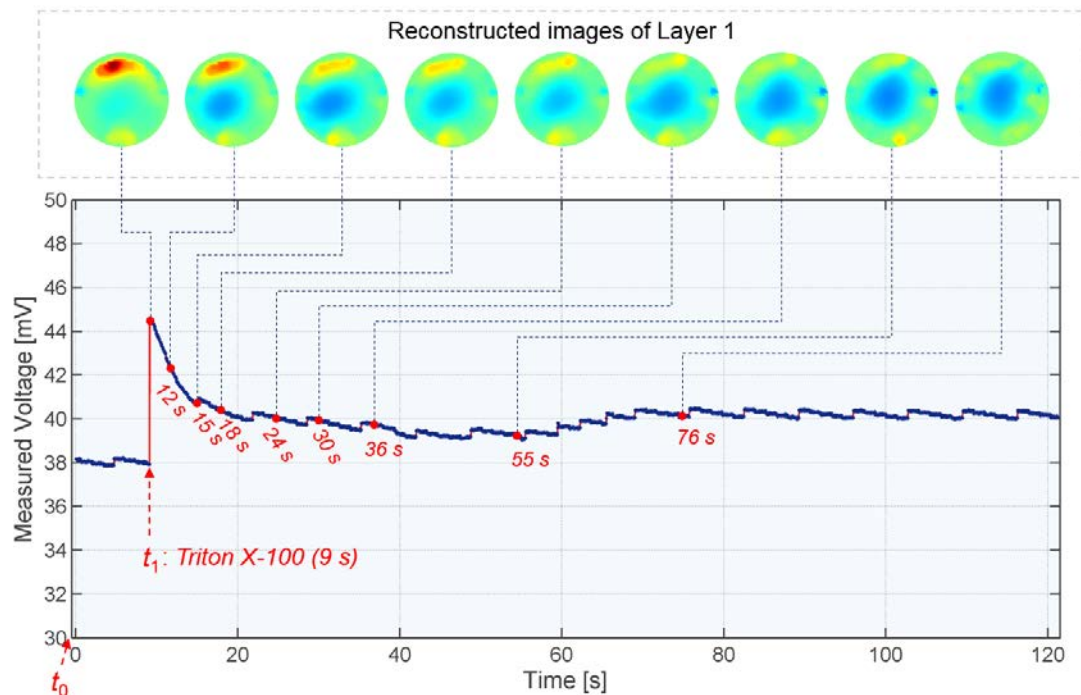 Reconstructed images of Layer 1
50
48
46
44
42
40
38
36
34
32
30
Measured Voltage [mV]
12 s
15 s
18 s
24 s
30 s
36 s
55 s
76 s
t1: Triton X-100 (9 s)
0
20
40
60
80
100
120
t0
Time [s]